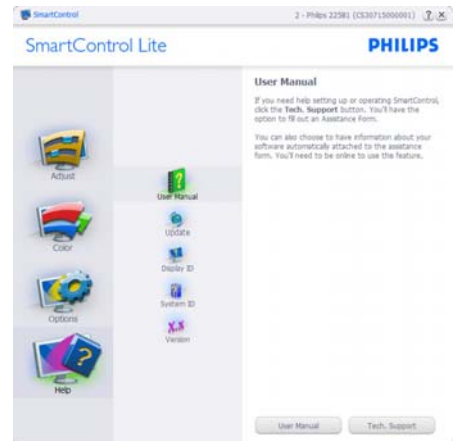 SmartControl
2 - Philips 225B1 (CS30715000001)
SmartControl Lite
PHILIPS
Adjust
Color
Options
Help
User Manual
Update
Display ID
System ID
X.X
Version
User Manual
If you need help setting up or operating SmartControl,
click the Tech. Support button. You'll have the
option to fill out an Assistance Form.
You can also choose to have information about your
software automatically attached to the assistance
form. You'll need to be online to use the feature.
User Manual
Tech. Support